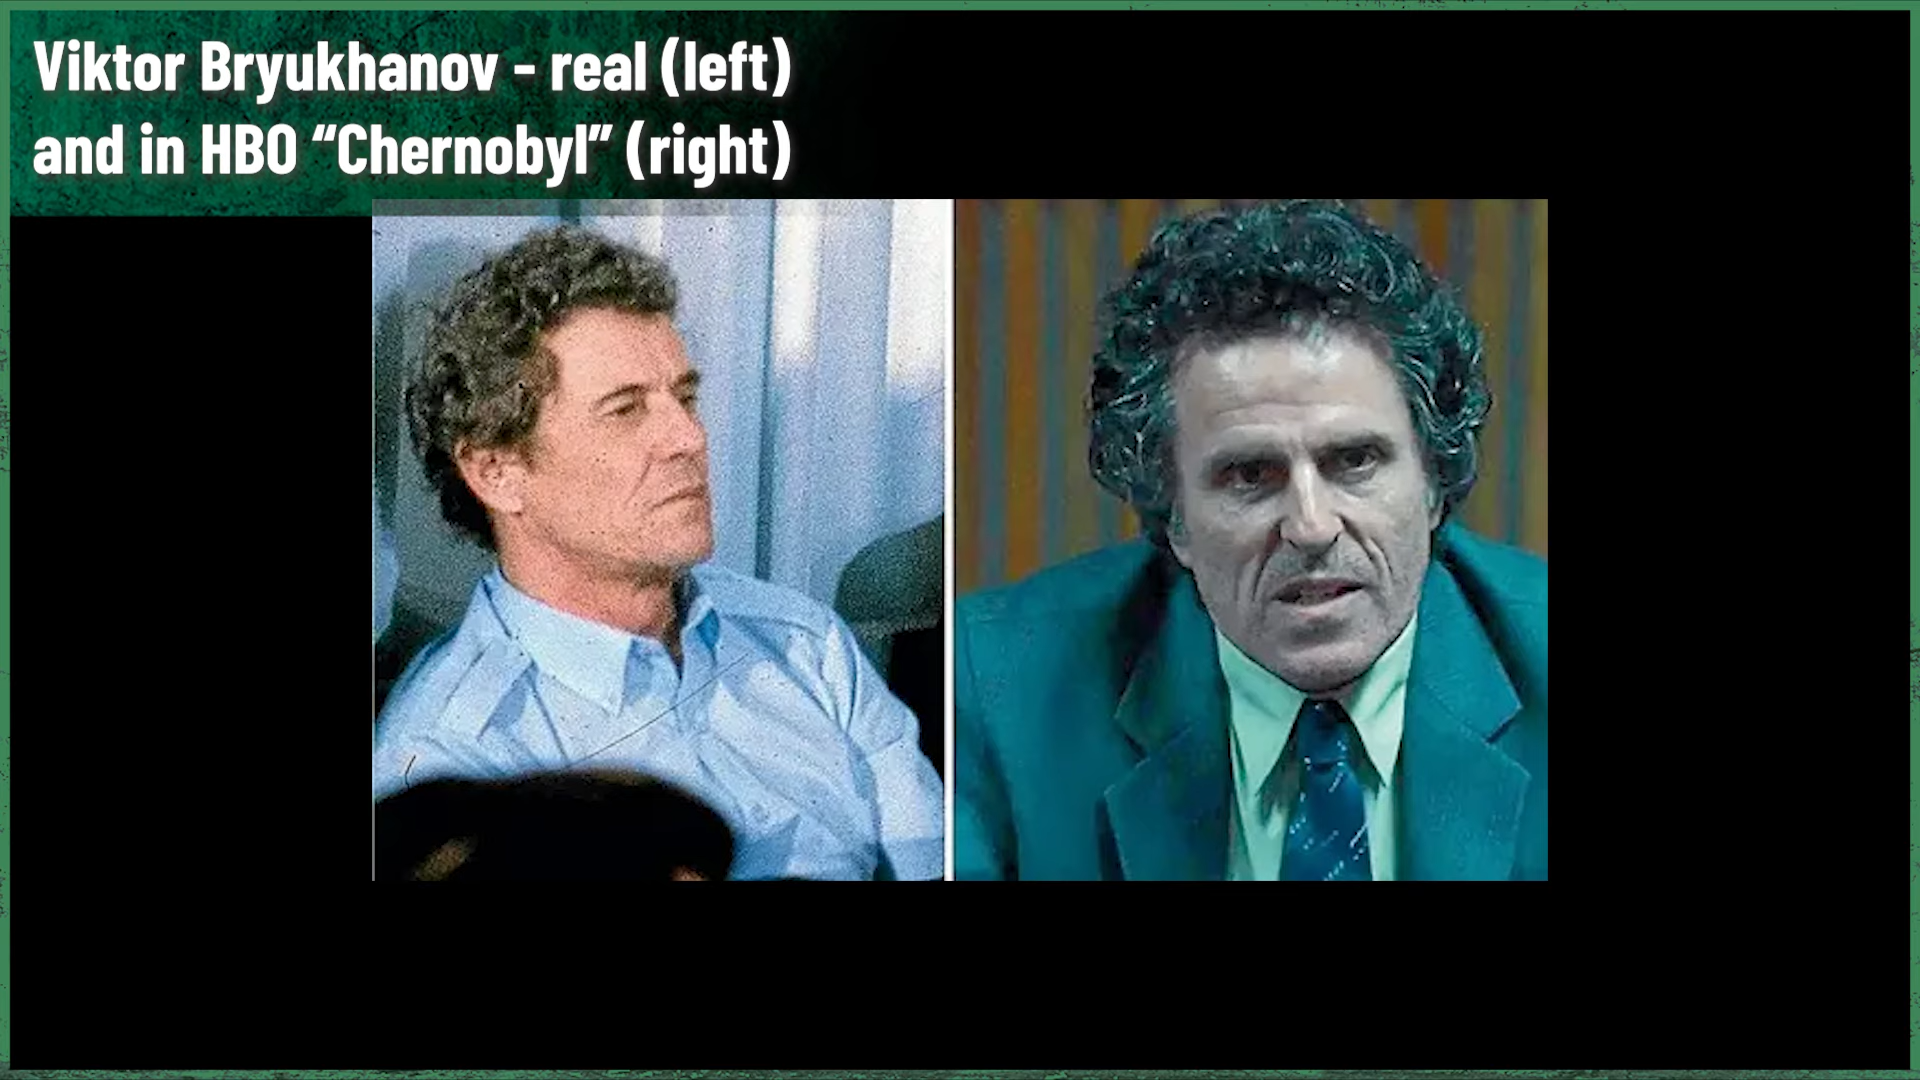 Viktor Bryukhanov - real (left)
and in HBO “Chernobyl” (right)